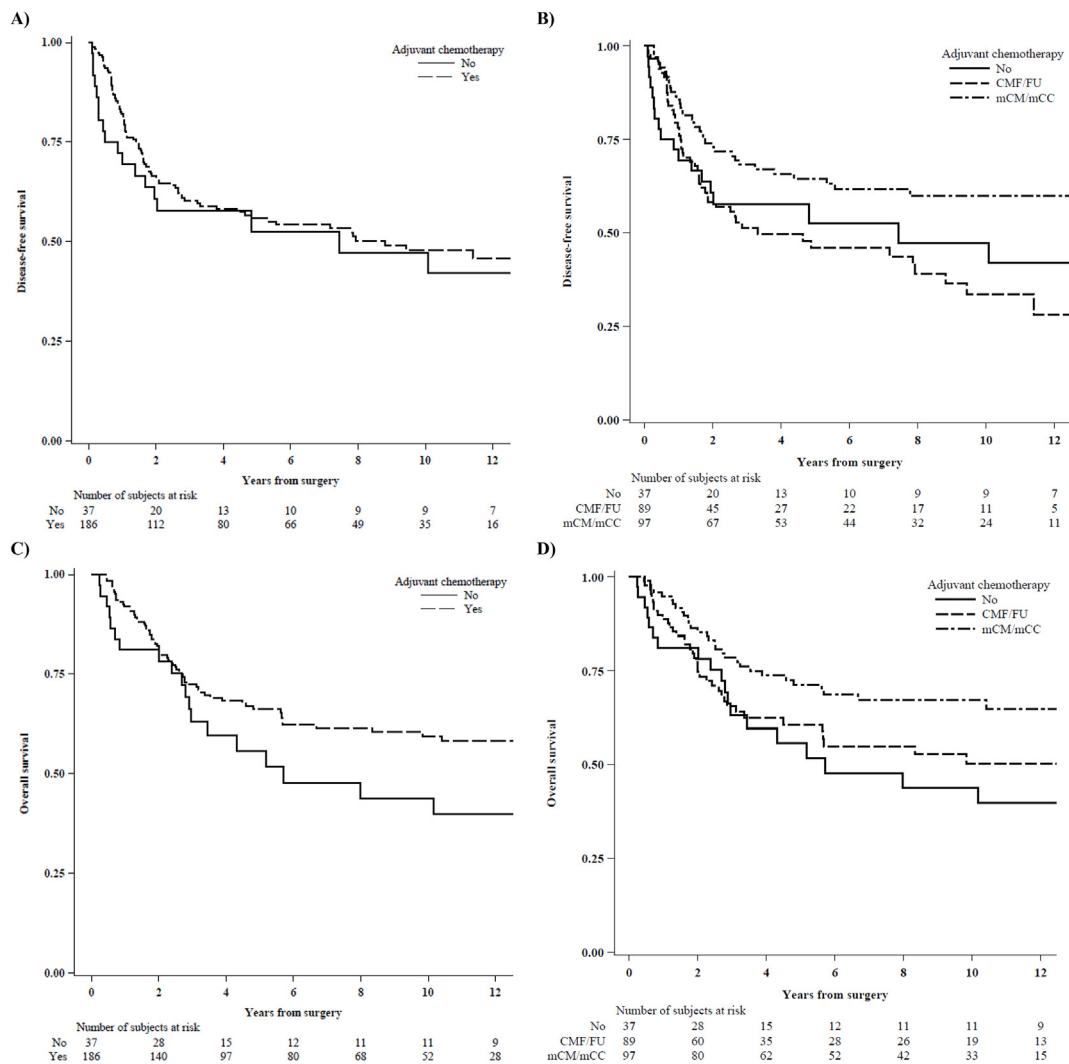 A)
Adjuvant chemotherapy
No
Yes
1.00
0.75
0.50
0.25
0.00
Disease-free survival
0 2 4 6 8 10 12
Years from surgery
Number of subjects at risk
No 37 20 13 10 9 9 7
Yes 186 112 80 66 49 35 16
B)
Adjuvant chemotherapy
No
CMF/FU
mCM/mCC
1.00
0.75
0.50
0.25
0.00
Disease-free survival
0 2 4 6 8 10 12
Years from surgery
Number of subjects at risk
No 37 20 13 10 9 9 7
CMF/FU 89 45 27 22 17 11 5
mCM/mCC 97 67 53 44 32 24 11
C)
Adjuvant chemotherapy
No
Yes
1.00
0.75
0.50
0.25
0.00
Overall survival
0 2 4 6 8 10 12
Years from surgery
Number of subjects at risk
No 37 28 15 12 11 11 9
Yes 186 140 97 80 68 52 28
D)
Adjuvant chemotherapy
No
CMF/FU
mCM/mCC
1.00
0.75
0.50
0.25
0.00
Overall survival
0 2 4 6 8 10 12
Years from surgery
Number of subjects at risk
No 37 28 15 12 11 11 9
CMF/FU 89 60 35 28 26 19 13
mCM/mCC 97 80 62 52 42 33 15